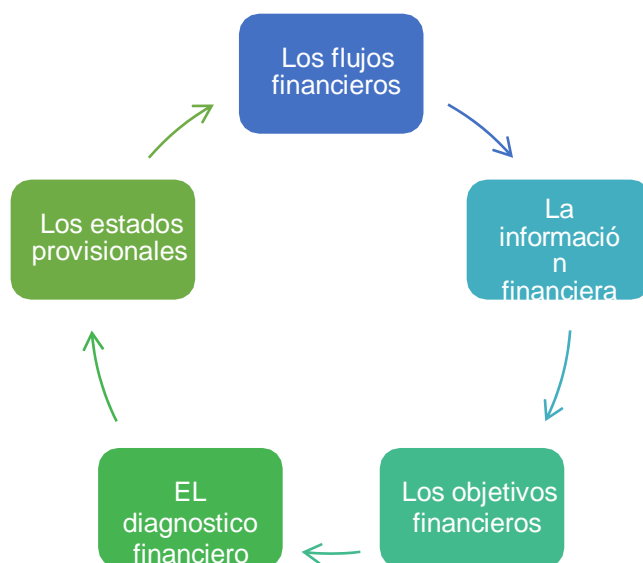 Los flujos
financieros
La
informació
n
financiera
Los objetivos
financieros
EL
diagnostico
financiero
Los estados
provisionales